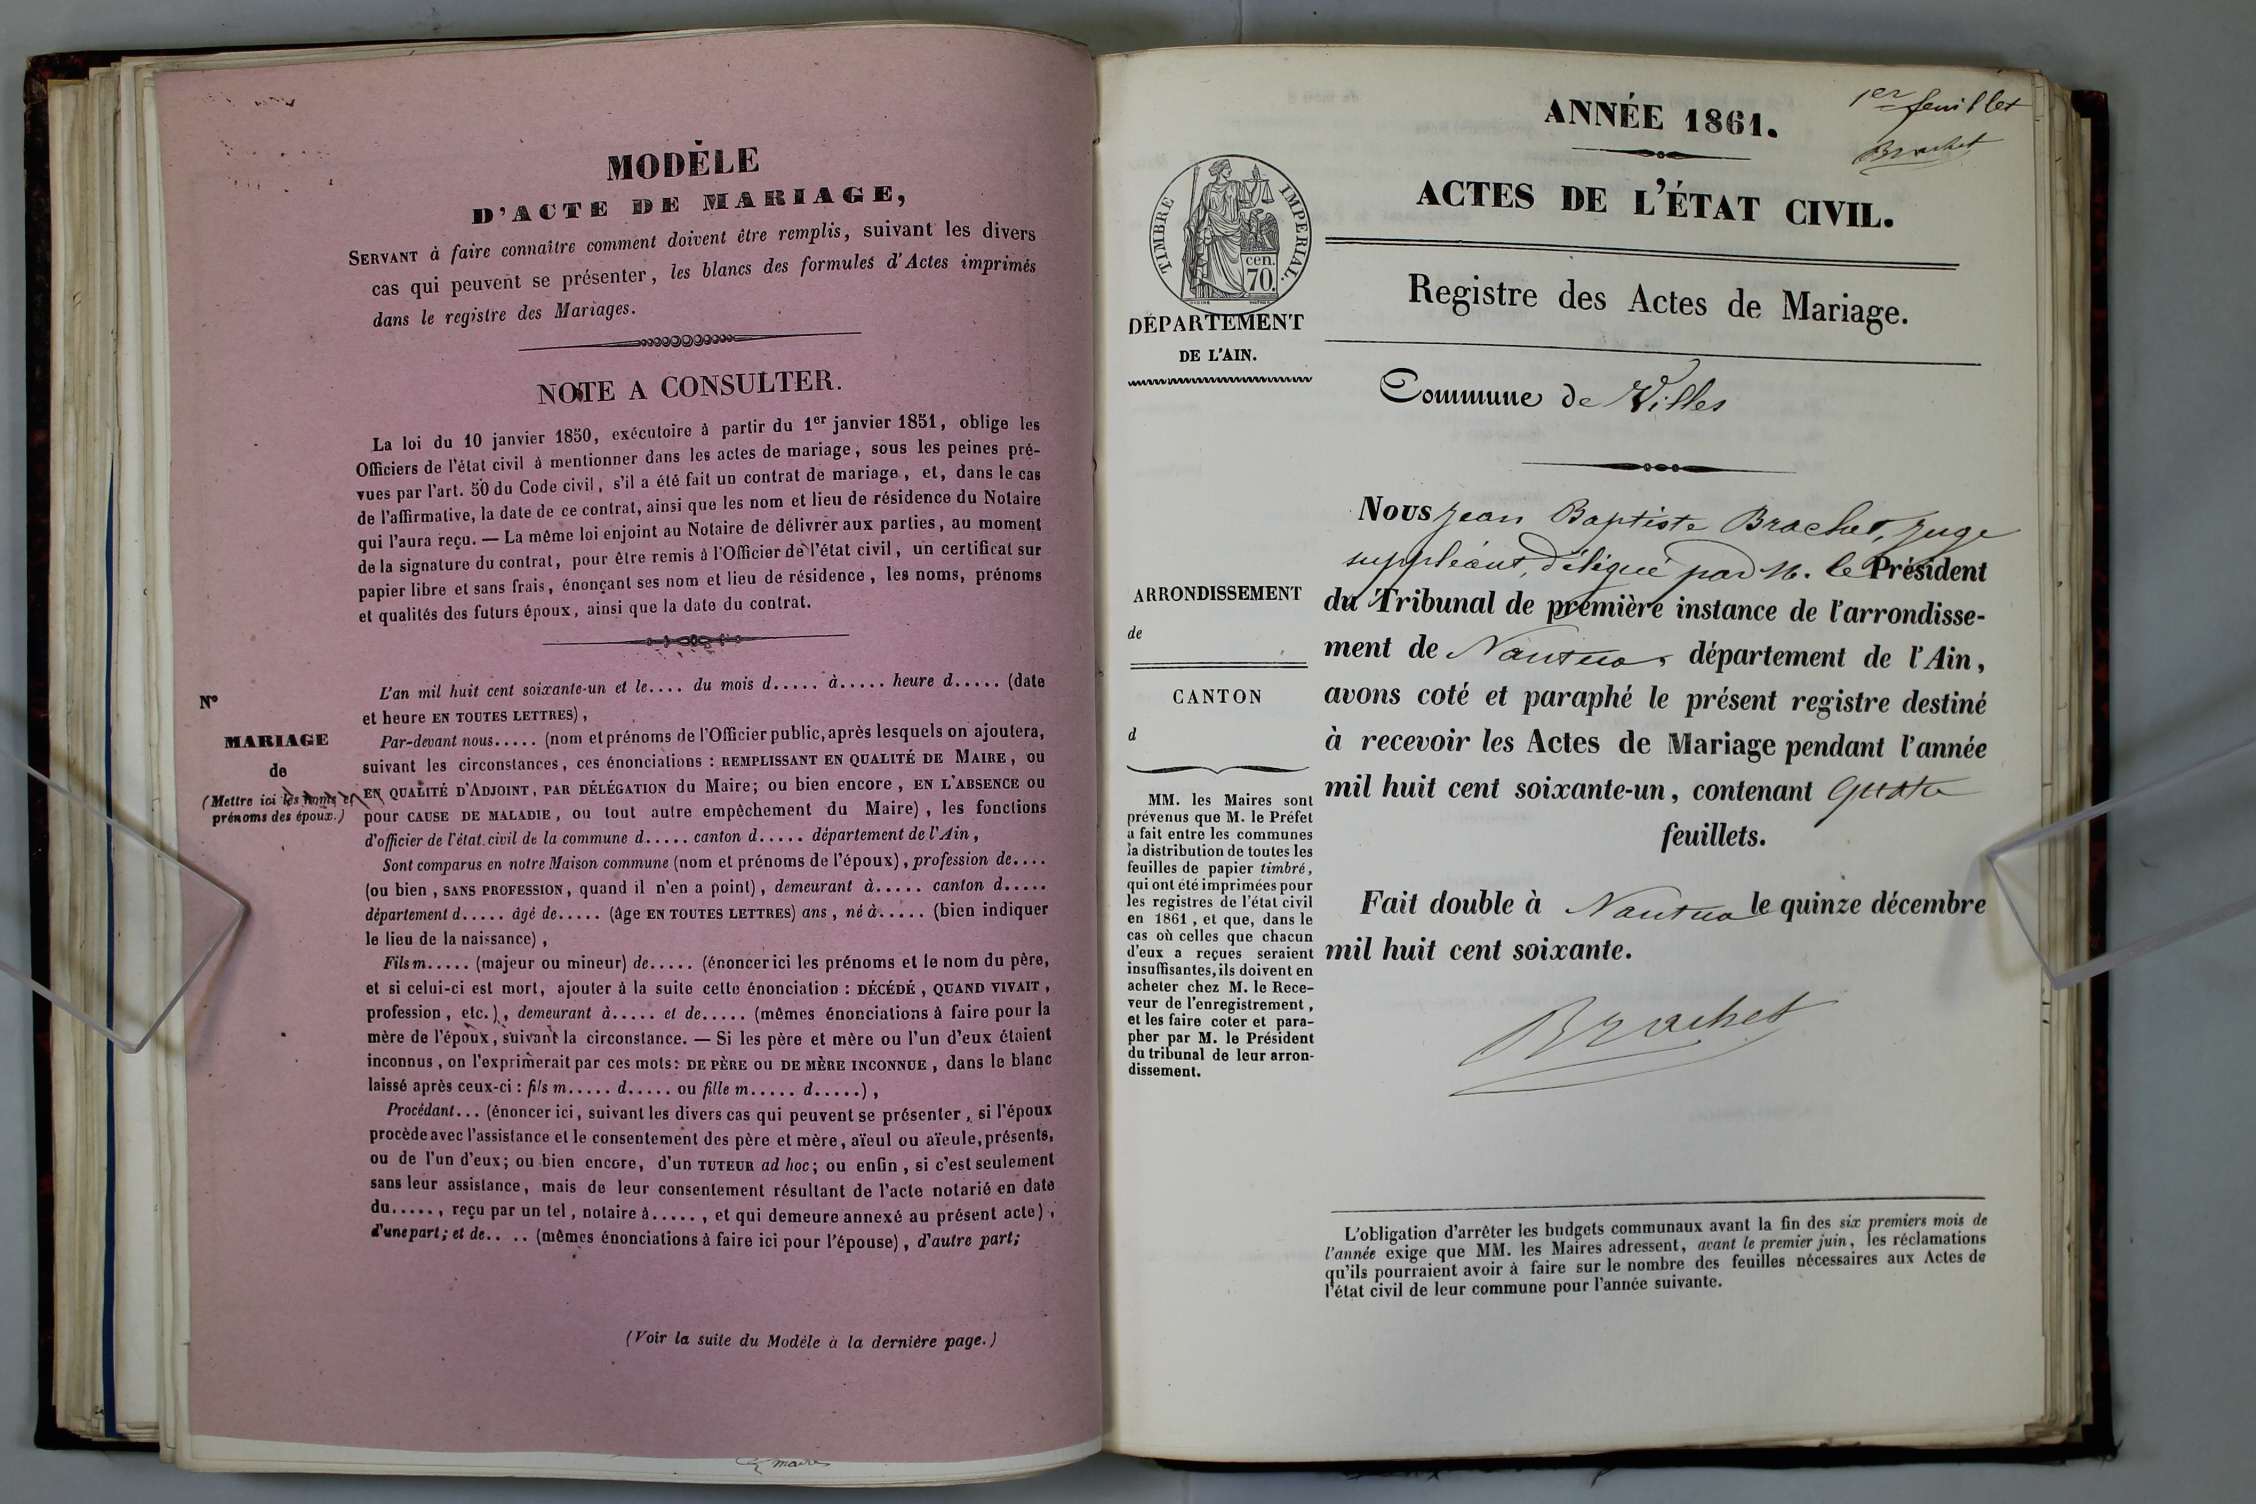 MODÈLE
D'ACTE DE MARIAGE,
SERVANT à faire connaître comment doivent être remplis, suivant les divers
cas qui peuvent se présenter, les blancs des formules d'Actes imprimés
dans le registre des Mariages.
NOTE A CONSULTER.
La loi du 10 janvier 1850, exécutoire à partir du 1er janvier 1851, oblige les
Officiers de l'état civil à mentionner dans les actes de mariage, sous les peines pré-
vues par l'art. 50 du Code civil, s'il a été fait un contrat de mariage, et, dans le cas
de l'affirmative, la date de ce contrat, ainsi que les nom et lieu de résidence du Notaire
qui l'aura reçu. — La même loi enjoint au Notaire de délivrer aux parties, au moment
de la signature du contrat, pour être remis à l'Officier de l'état civil, un certificat sur
papier libre et sans frais, énonçant ses nom et lieu de résidence, les noms, prénoms
et qualités des futurs époux, ainsi que la date du contrat.
N°
MARIAGE
de
(Mettre ici les noms et
prénoms des époux.)
L'an mil huit cent soixante-un et le.... du mois d..... à..... heure d..... (date
et heure EN TOUTES LETTRES),
Par-devant nous..... (nom et prénoms de l'Officier public, après lesquels on ajoutera,
suivant les circonstances, ces énonciations : REMPLISSANT EN QUALITÉ DE MAIRE, ou
EN QUALITÉ D'ADJOINT, PAR DÉLÉGATION du Maire; ou bien encore, EN L'ABSENCE ou
pour CAUSE DE MALADIE, ou tout autre empêchement du Maire), les fonctions
d'officier de l'état civil de la commune d..... canton d..... département de l'Ain,
Sont comparus en notre Maison commune (nom et prénoms de l'époux), profession de....
(ou bien, SANS PROFESSION, quand il n'en a point), demeurant à..... canton d.....
département d..... âgé de..... (âge EN TOUTES LETTRES) ans, né à..... (bien indiquer
le lieu de la naissance),
Fils m..... (majeur ou mineur) de..... (énoncer ici les prénoms et le nom du père,
et si celui-ci est mort, ajouter à la suite cette énonciation : DÉCÉDÉ, QUAND VIVAIT,
profession, etc.), demeurant à..... et de..... (mêmes énonciations à faire pour la
mère de l'époux, suivant la circonstance. — Si les père et mère ou l'un d'eux étaient
inconnus, on l'exprimerait par ces mots: DE PÈRE OU DE MÈRE INCONNUE, dans le blanc
laissé après ceux-ci : fils m..... d..... ou fille m..... d.....),
Procédant... (énoncer ici, suivant les divers cas qui peuvent se présenter, si l'époux
procède avec l'assistance et le consentement des père et mère, aïeul ou aïeule, présents,
ou de l'un d'eux; ou bien encore, d'un TUTEUR ad hoc; ou enfin, si c'est seulement
sans leur assistance, mais de leur consentement résultant de l'acte notarié en date
du....., reçu par un tel, notaire à....., et qui demeure annexé au présent acte),
d'une part; et de.. .. (mêmes énonciations à faire ici pour l'épouse), d'autre part;
(Voir la suite du Modèle à la dernière page.)
maire
1er feuillet
Brachet
ANNÉE 1861.
ACTES DE L'ÉTAT CIVIL.
TIMBRE IMPERIAL.
cen.
70.
DÉPARTEMENT
DE L'AIN.
Registre des Actes de Mariage.
Commune de Villes
ARRONDISSEMENT
de
CANTON
d
MM. les Maires sont
prévenus que M. le Préfet
a fait entre les communes
la distribution de toutes les
feuilles de papier timbré,
qui ont été imprimées pour
les registres de l'état civil
en 1861, et que, dans le
cas où celles que chacun
d'eux a reçues seraient
insuffisantes, ils doivent en
acheter chez M. le Rece-
veur de l'enregistrement,
et les faire coter et para-
pher par M. le Président
du tribunal de leur arron-
dissement.
Nous Jean Baptiste Brachet, Juge
suppléant, délégué par M. le Président
du Tribunal de première instance de l'arrondisse-
ment de Nantua, département de l'Ain,
avons coté et paraphé le présent registre destiné
à recevoir les Actes de Mariage pendant l'année
mil huit cent soixante-un, contenant Quatre
feuillets.
Fait double à Nantua le quinze décembre
mil huit cent soixante.
Brachet
L'obligation d'arrêter les budgets communaux avant la fin des six premiers mois de
l'année exige que MM. les Maires adressent, avant le premier juin, les réclamations
qu'ils pourraient avoir à faire sur le nombre des feuilles nécessaires aux Actes de
l'état civil de leur commune pour l'année suivante.